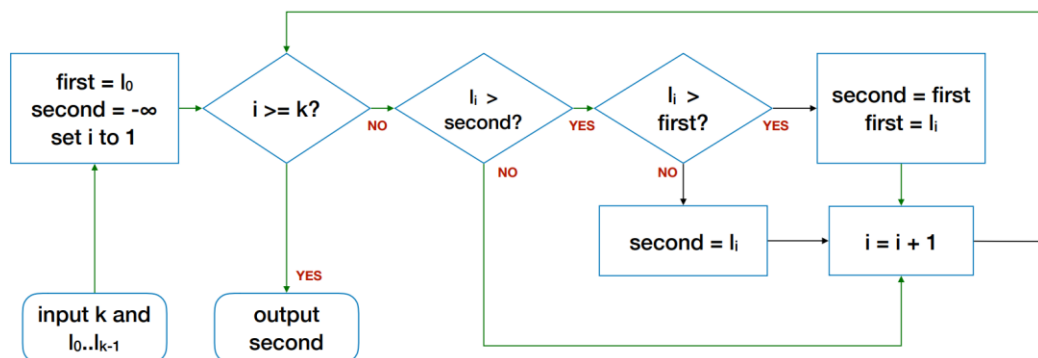 first = l₀
second = -∞
set i to 1
i >= k?
NO
lᵢ >
second?
YES
lᵢ >
first?
YES
second = first
first = lᵢ
NO
NO
second = lᵢ
i = i + 1
YES
input k and
l₀..lₖ₋₁
output
second